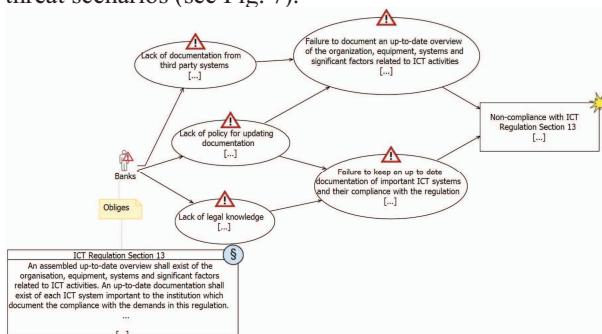 threat scenarios (see Fig. 7).
Lack of documentation from
third party systems
[...]
Failure to document an up-to-date overview
of the organization, equipment, systems and
significant factors related to ICT activities
[...]
Non-compliance with ICT
Regulation Section 13
[...]
Lack of policy for updating
documentation
[...]
Failure to keep an up to date
documentation of important ICT systems
and their compliance with the regulation
[...]
Banks
Obliges
Lack of legal knowledge
[...]
§
ICT Regulation Section 13
An assembled up-to-date overview shall exist of the
organisation, equipment, systems and significant factors
related to ICT activities. An up-to-date documentation shall
exist of each ICT system important to the institution which
document the compliance with the demands in this regulation.
...
[...]